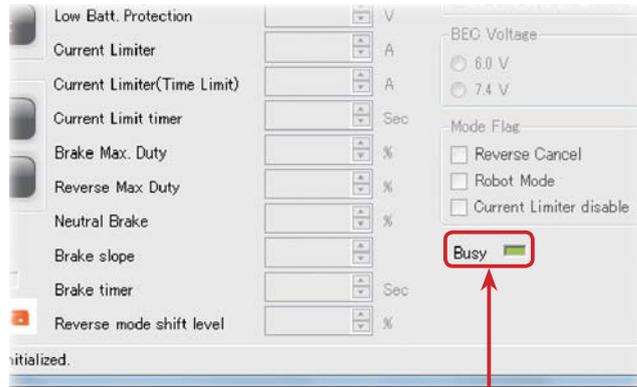 Low Batt. Protection V
Current Limiter A
Current Limiter(Time Limit) A
Current Limit timer Sec
Brake Max. Duty %
Reverse Max Duty %
Neutral Brake %
Brake slope
Brake timer Sec
Reverse mode shift level %
BEC Voltage
6.0 V
7.4 V
Mode Flag
Reverse Cancel
Robot Mode
Current Limiter disable
Busy